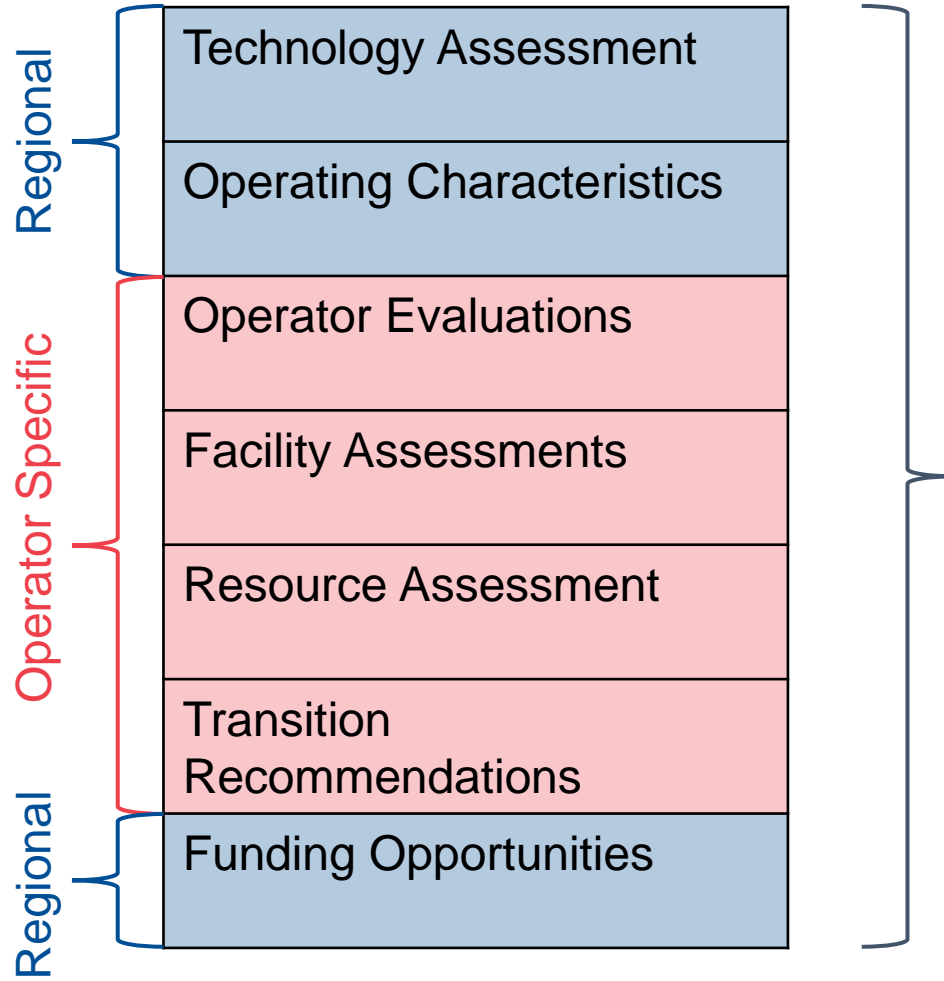 Regional
Technology Assessment
Operating Characteristics
Operator Specific
Operator Evaluations
Facility Assessments
Resource Assessment
Transition
Recommendations
Regional
Funding Opportunities